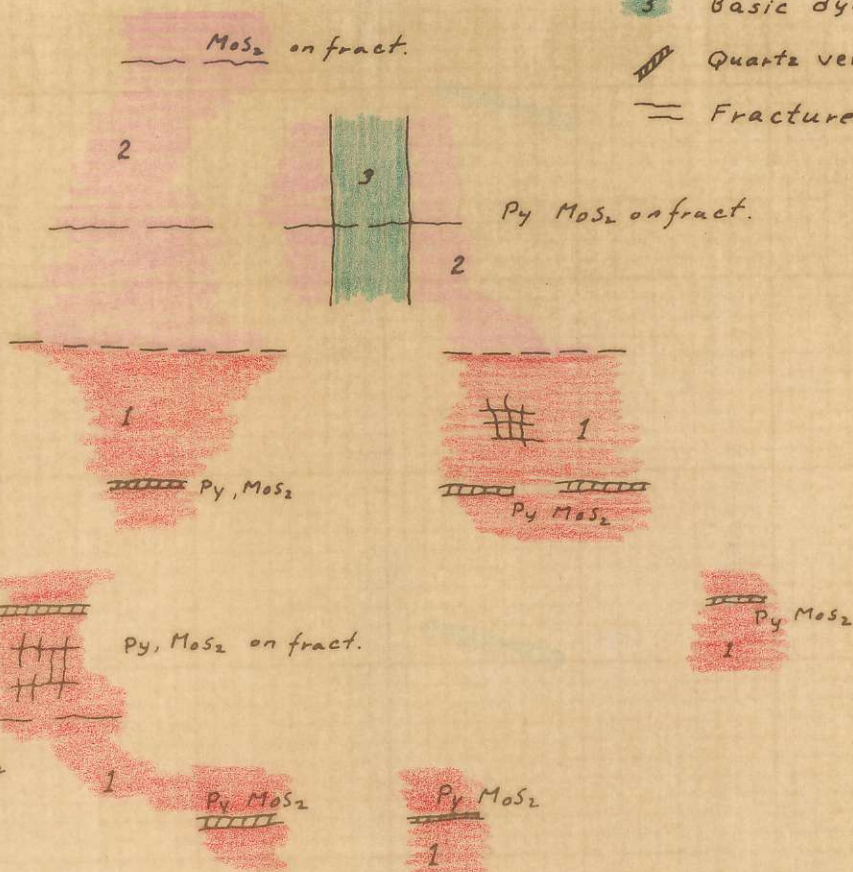 3 Basic dy
MoS2 on fract.
Quartz ve
Fracture
2
3
Py MoS2 on fract.
2
1
1
Py, MoS2
Py MoS2
Py MoS2
Py, MoS2 on fract.
1
1
Py MoS2
Py MoS2
1